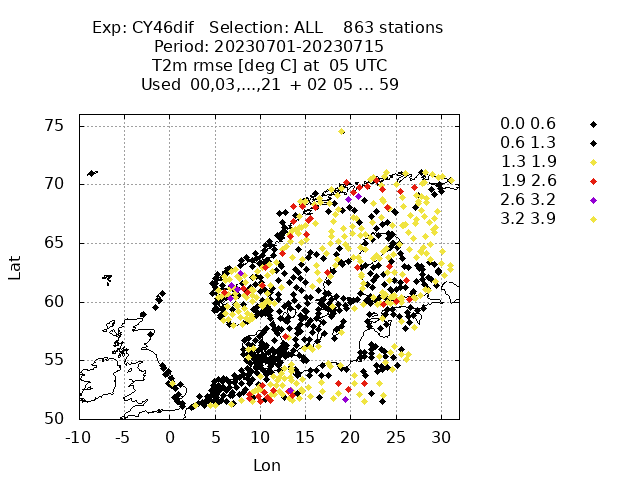 Exp: CY46dif   Selection: ALL    863 stations
Period: 20230701-20230715
T2m rmse [deg C] at  05 UTC
Used  00,03,...,21  + 02 05 ... 59
0.0 0.6
0.6 1.3
1.3 1.9
1.9 2.6
2.6 3.2
3.2 3.9
75
70
65
60
55
50
Lat
-10 -5 0 5 10 15 20 25 30
Lon